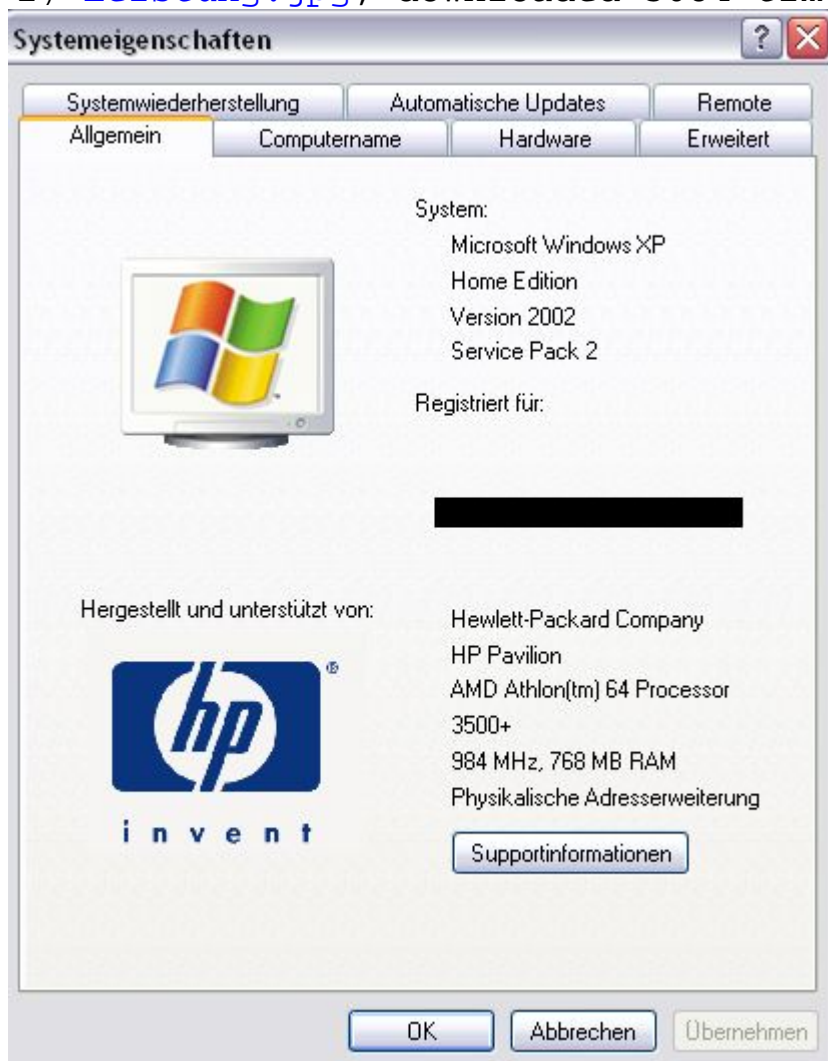 Systemeigenschaften
Systemwiederherstellung Automatische Updates Remote
Allgemein Computername Hardware Erweitert
System:
Microsoft Windows XP
Home Edition
Version 2002
Service Pack 2
Registriert für:
Hergestellt und unterstützt von:
Hewlett-Packard Company
HP Pavilion
AMD Athlon(tm) 64 Processor
3500+
984 MHz, 768 MB RAM
Physikalische Adresserweiterung
hp ®
invent
Supportinformationen
OK Abbrechen Übernehmen